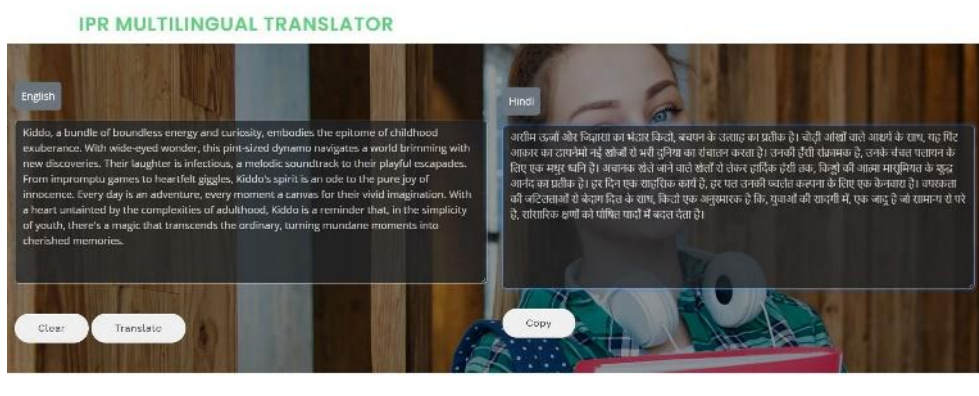 IPR MULTILINGUAL TRANSLATOR
English
Kiddo, a bundle of boundless energy and curiosity, embodies the epitome of childhood
exuberance. With wide-eyed wonder, this pint-sized dynamo navigates a world brimming with
new discoveries. Their laughter is infectious, a melodic soundtrack to their playful escapades.
From impromptu games to heartfelt giggles, Kiddo's spirit is an ode to the pure joy of
innocence. Every day is an adventure, every moment a canvas for their vivid imagination. With
a heart untainted by the complexities of adulthood, Kiddo is a reminder that, in the simplicity
of youth, there's a magic that transcends the ordinary, turning mundane moments into
cherished memories.
Clear Translate
Hindi
असीम ऊर्जा और जिज्ञासा का भंडार किडो, बचपन के उत्साह का प्रतीक है। चौड़ी आंखों वाले आश्चर्य के साथ, यह पिंट
आकार का डायनेमो नई खोजों से भरी दुनिया का संचालन करता है। उनकी हँसी संक्रामक है, उनके चंचल पलायन के
लिए एक मधुर ध्वनि है। अचानक खेले जाने वाले खेलों से लेकर हार्दिक हंसी तक, किड्डो की आत्मा मासूमियत के शुद्ध
आनंद का प्रतीक है। हर दिन एक साहसिक कार्य है, हर पल उनकी ज्वलंत कल्पना के लिए एक कैनवास है। वयस्कता
की जटिलताओं से बेदाग दिल के साथ, किडो एक अनुस्मारक है कि, युवाओं की सादगी में, एक जादू है जो सामान्य से परे
है, सांसारिक क्षणों को पोषित यादों में बदल देता है।
Copy